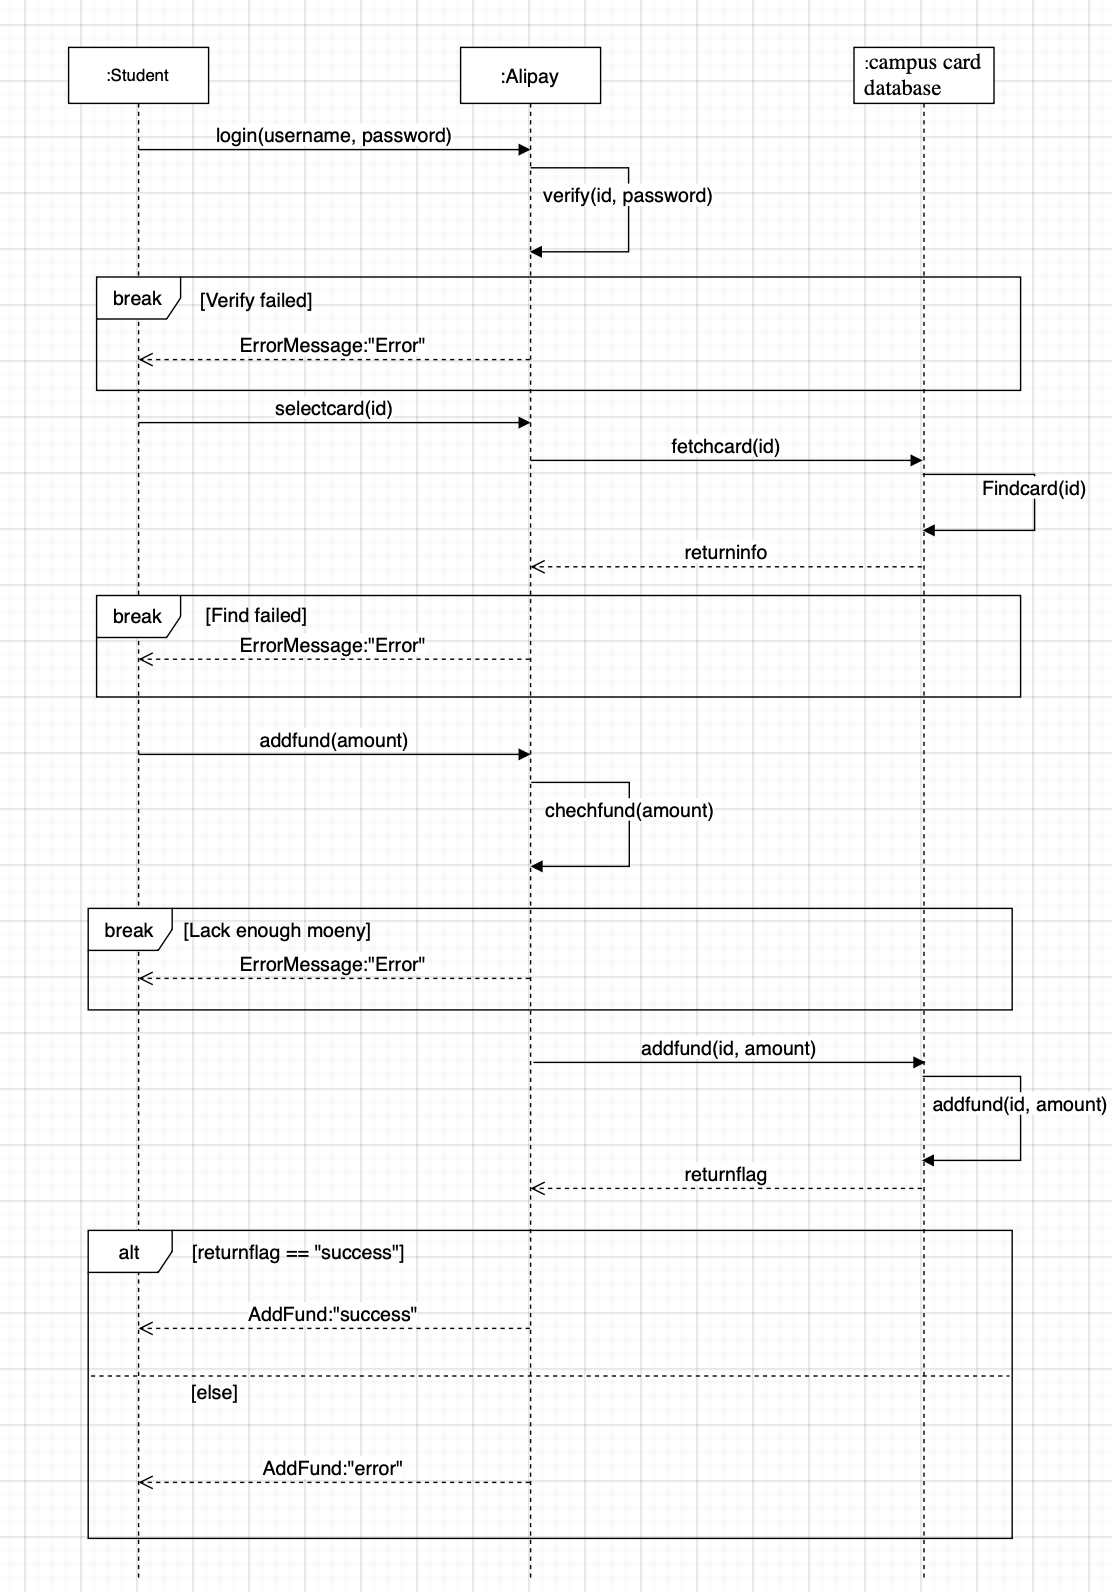 :Student
:Alipay
:campus card
database
login(username, password)
verify(id, password)
break
[Verify failed]
ErrorMessage:"Error"
selectcard(id)
fetchcard(id)
Findcard(id)
returninfo
break
[Find failed]
ErrorMessage:"Error"
addfund(amount)
chechfund(amount)
break
[Lack enough moeny]
ErrorMessage:"Error"
addfund(id, amount)
addfund(id, amount)
returnflag
alt
[returnflag == "success"]
AddFund:"success"
[else]
AddFund:"error"